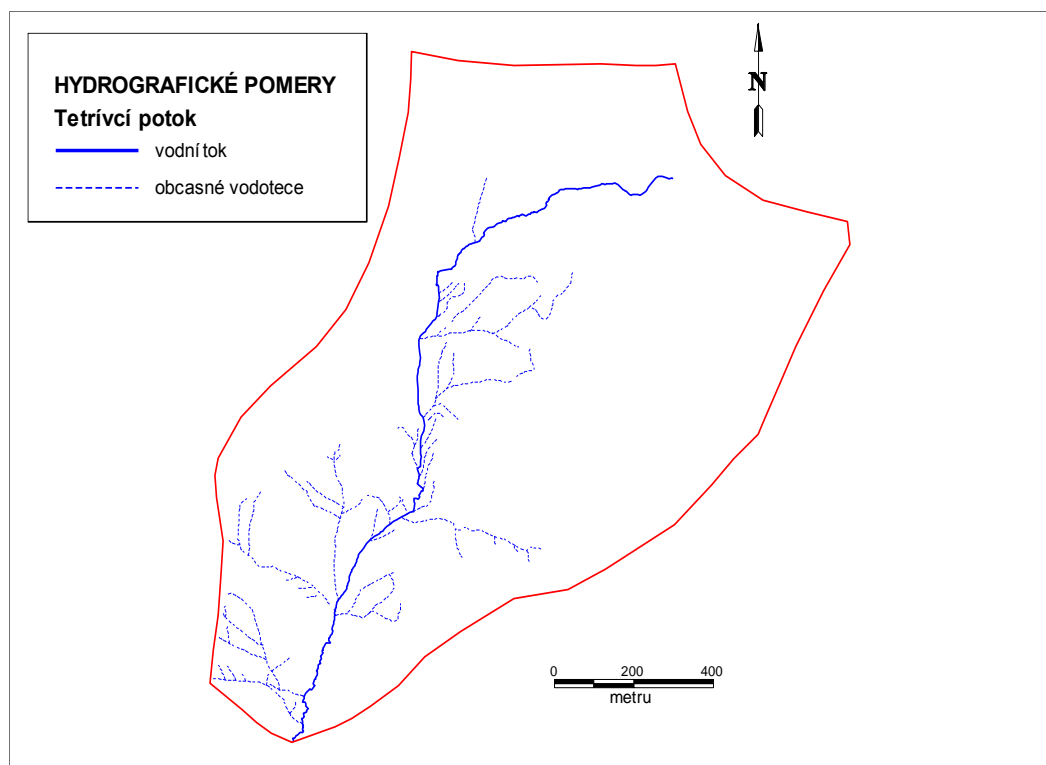 HYDROGRAFICKÉ POMERY
Tetrívcí potok
vodní tok
obcasné vodotece
N
0 200 400
metru